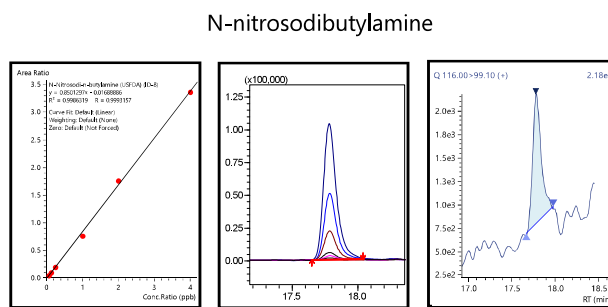 N-nitrosodibutylamine
Area Ratio
N-Nitrosodi-n-butylamine (USFDA) (ID-8)
y = 0.8501297x - 0.01688886
R² = 0.9986319 R = 0.9993157
Curve Fit: Default (Linear)
Weighting: Default (None)
Zero: Default (Not Forced)
3.5
3.0
2.5
2.0
1.5
1.0
0.5
0.0
0 1 2 3 4
Conc.Ratio (ppb)
(x100,000)
1.25
1.00
0.75
0.50
0.25
0.00
17.5 18.0
Q 116.00>99.10 (+) 2.18e
2.0e3
1.8e3
1.5e3
1.3e3
1.0e3
7.5e2
5.0e2
2.5e2
17.0 17.5 18.0 18.5
RT (min